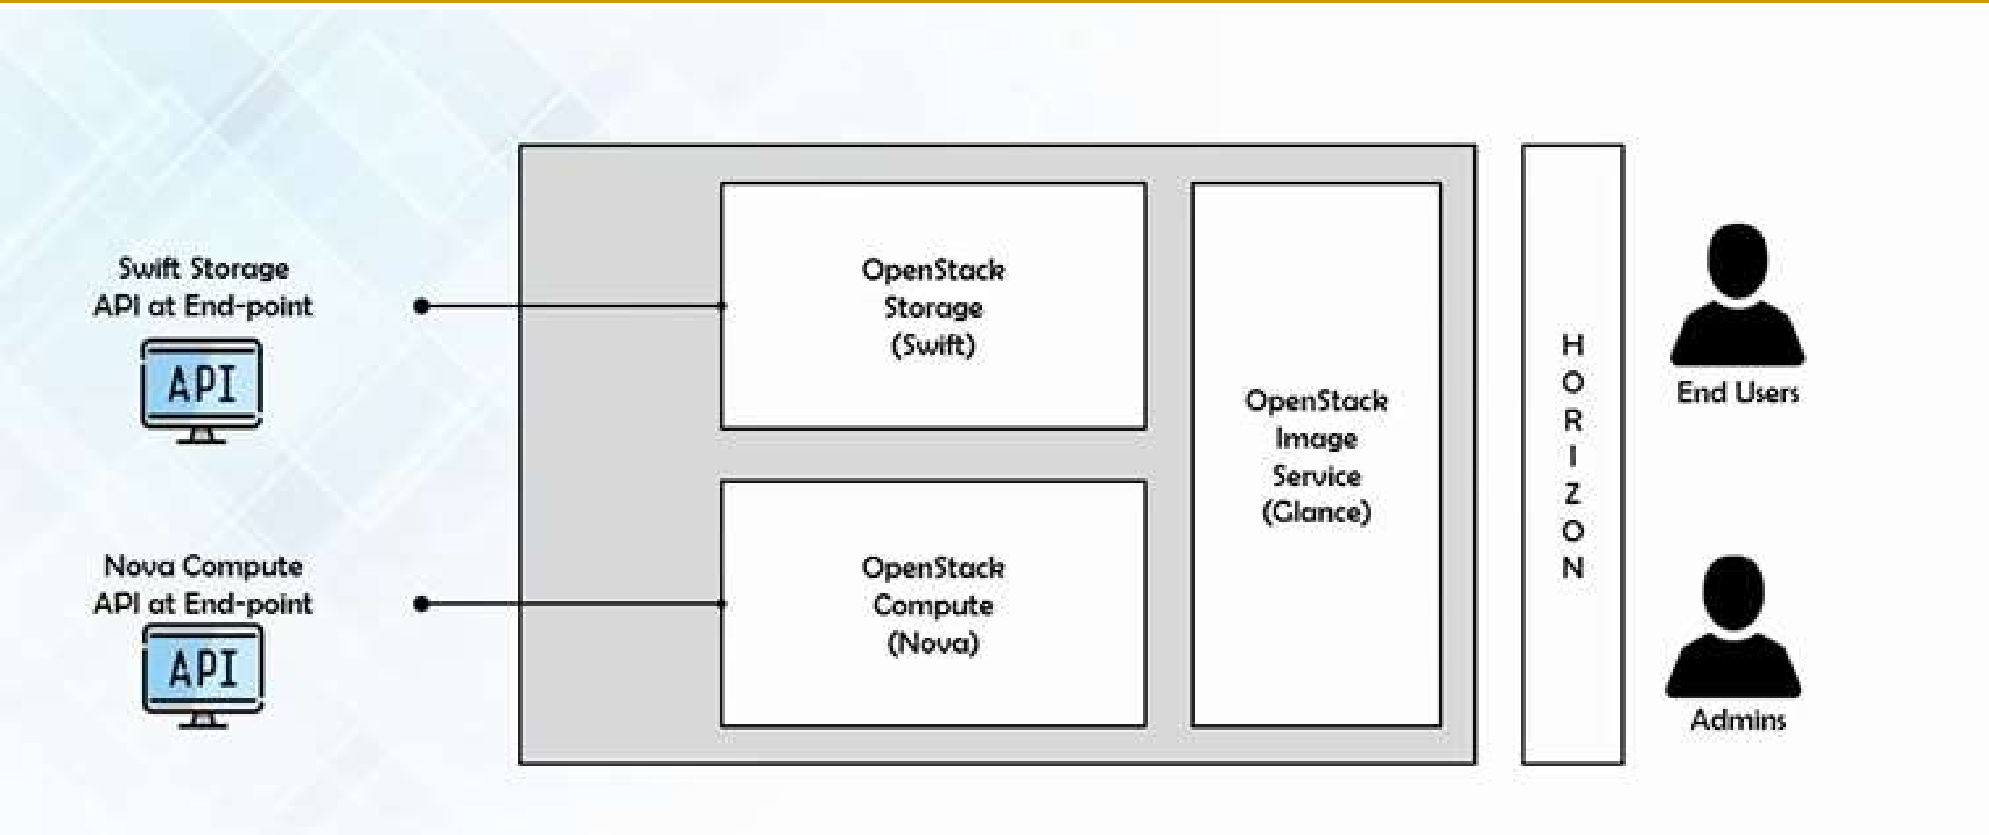 Swift Storage
API at End-point
API
Nova Compute
API at End-point
API
OpenStack
Storage
(Swift)
OpenStack
Compute
(Nova)
OpenStack
Image
Service
(Glance)
H
O
R
I
Z
O
N
End Users
Admins